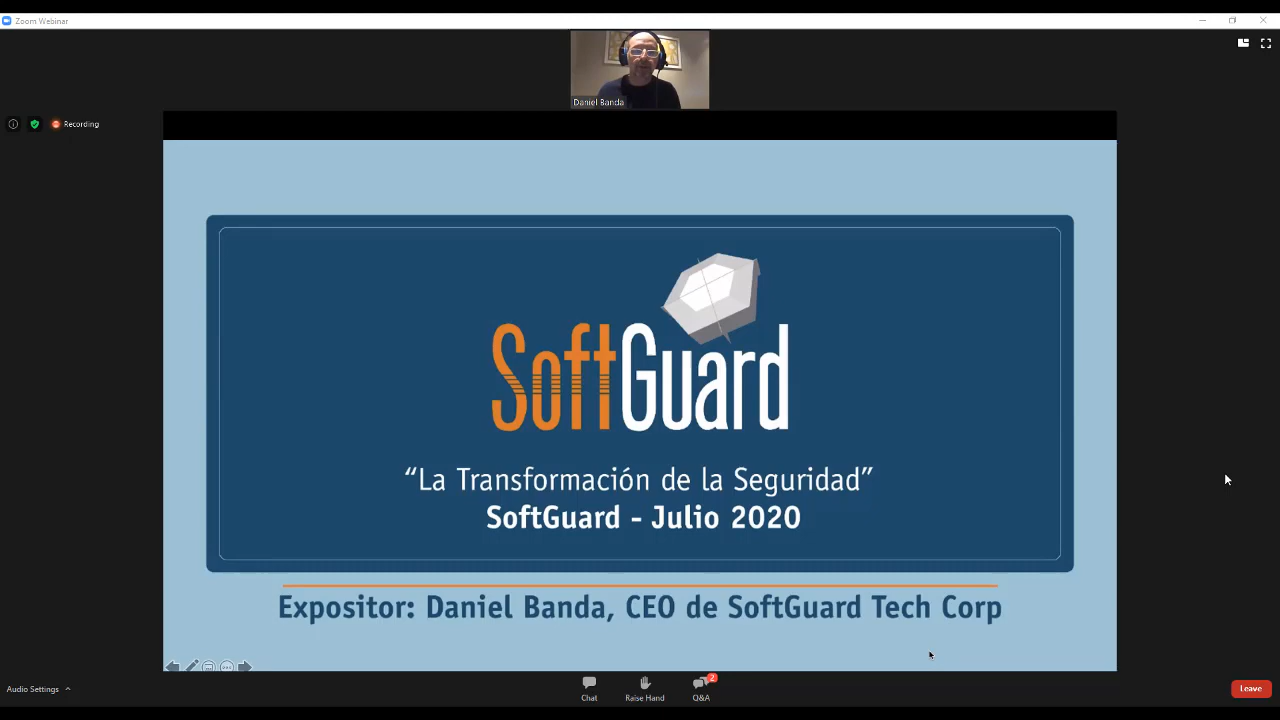 Zoom Webinar
Daniel Banda
Recording
SoftGuard
“La Transformación de la Seguridad”
SoftGuard - Julio 2020
Expositor: Daniel Banda, CEO de SoftGuard Tech Corp
Audio Settings
Chat
Raise Hand
2
Q&A
Leave